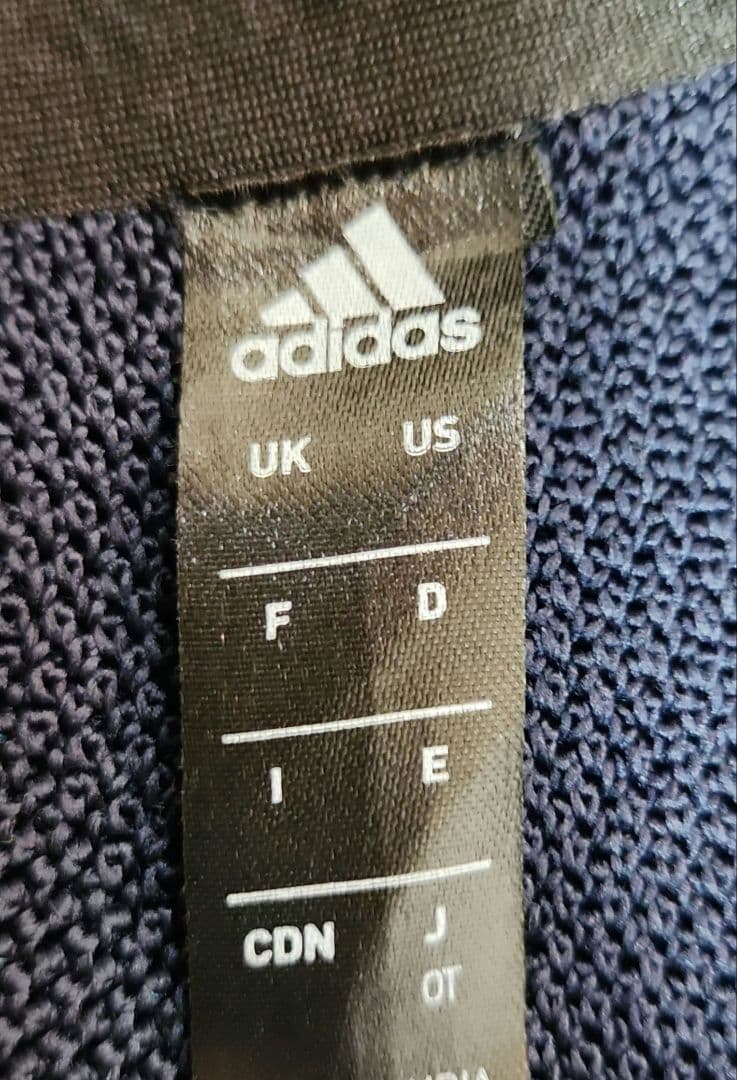 adidas
UK US
F D
I E
CDN J
OT